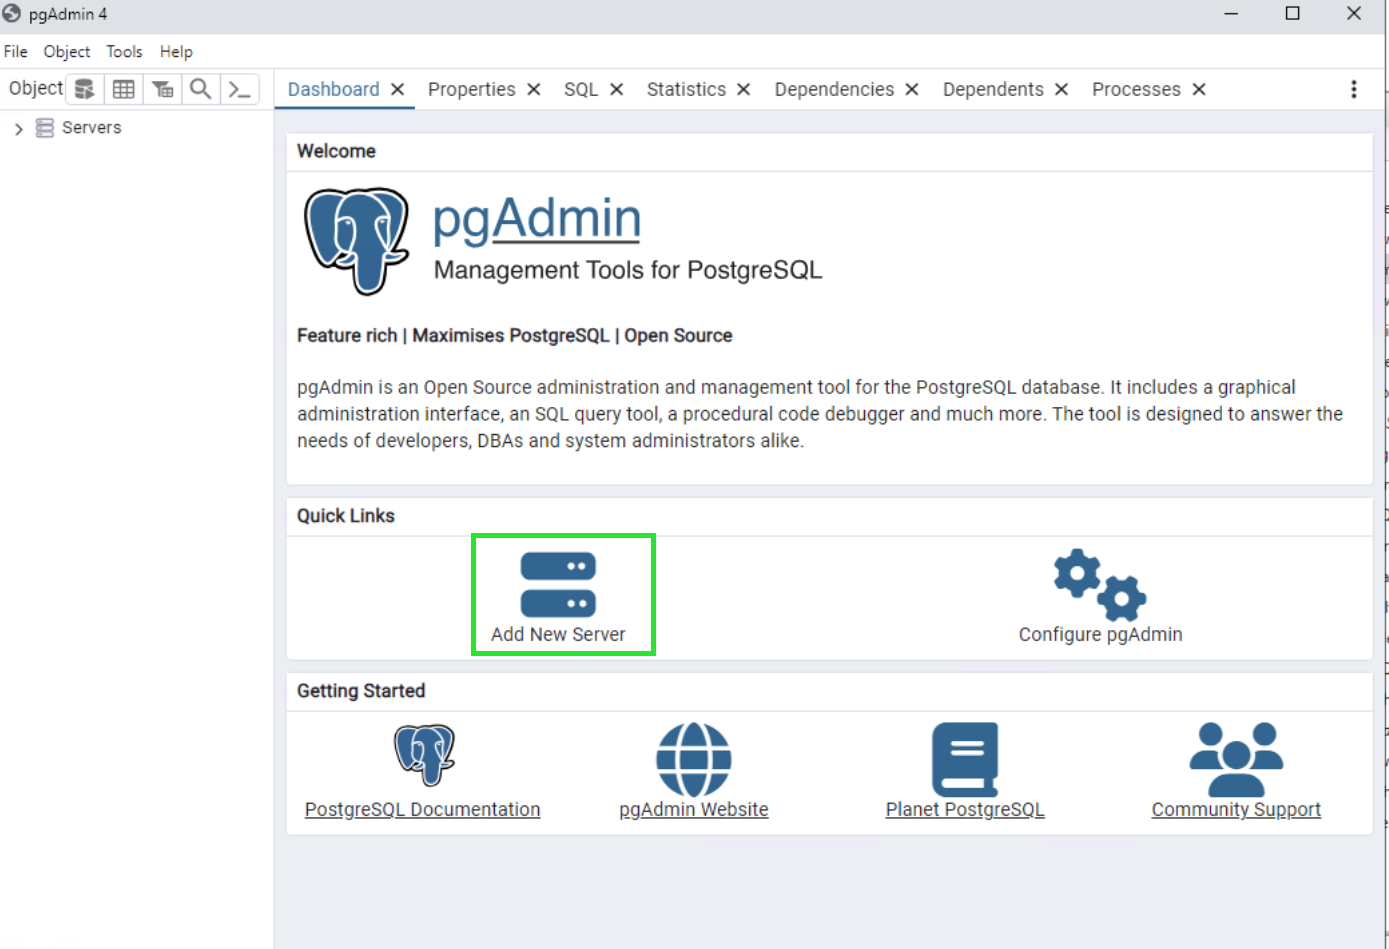 pgAdmin 4
File Object Tools Help
Object
Dashboard Properties SQL Statistics Dependencies Dependents Processes
Servers
Welcome
pgAdmin
Management Tools for PostgreSQL
Feature rich | Maximises PostgreSQL | Open Source
pgAdmin is an Open Source administration and management tool for the PostgreSQL database. It includes a graphical
administration interface, an SQL query tool, a procedural code debugger and much more. The tool is designed to answer the
needs of developers, DBAs and system administrators alike.
Quick Links
Add New Server
Configure pgAdmin
Getting Started
PostgreSQL Documentation
pgAdmin Website
Planet PostgreSQL
Community Support